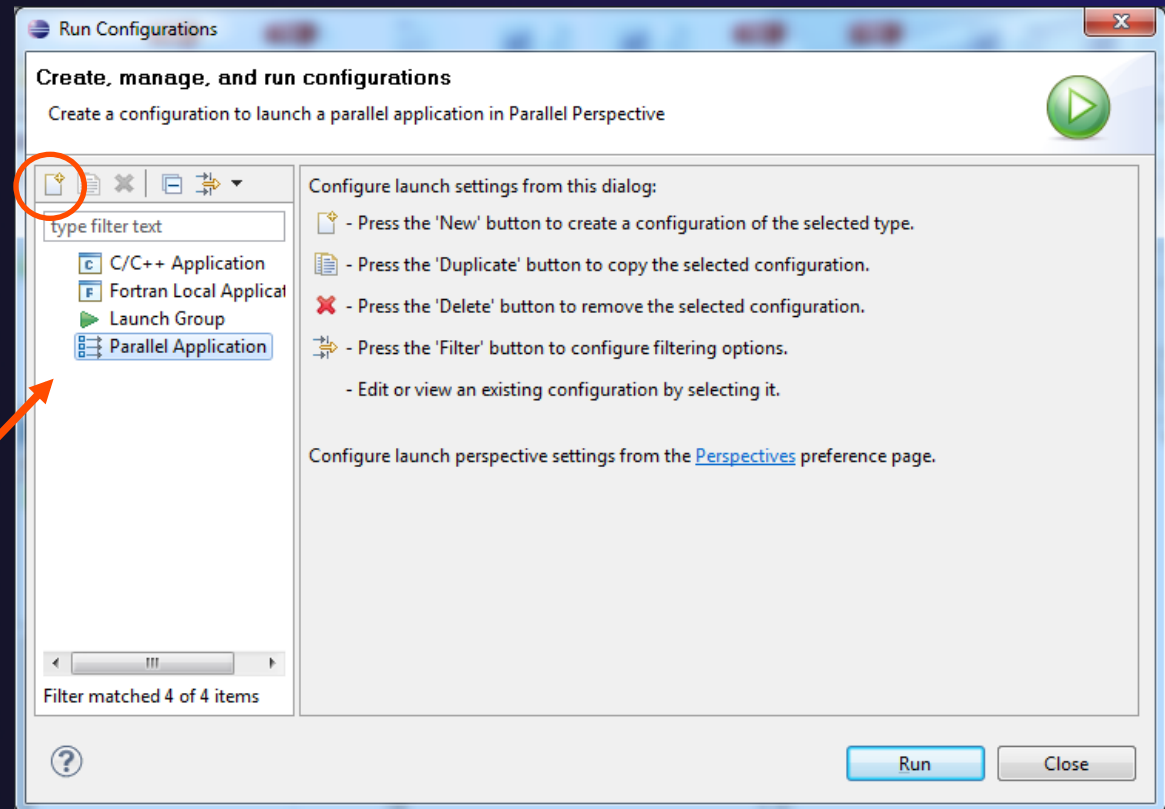 Run Configurations
Create, manage, and run configurations
Create a configuration to launch a parallel application in Parallel Perspective
type filter text
C/C++ Application
Fortran Local Applicat
Launch Group
Parallel Application
Filter matched 4 of 4 items
Configure launch settings from this dialog:
- Press the 'New' button to create a configuration of the selected type.
- Press the 'Duplicate' button to copy the selected configuration.
- Press the 'Delete' button to remove the selected configuration.
- Press the 'Filter' button to configure filtering options.
- Edit or view an existing configuration by selecting it.
Configure launch perspective settings from the Perspectives preference page.
Run
Close